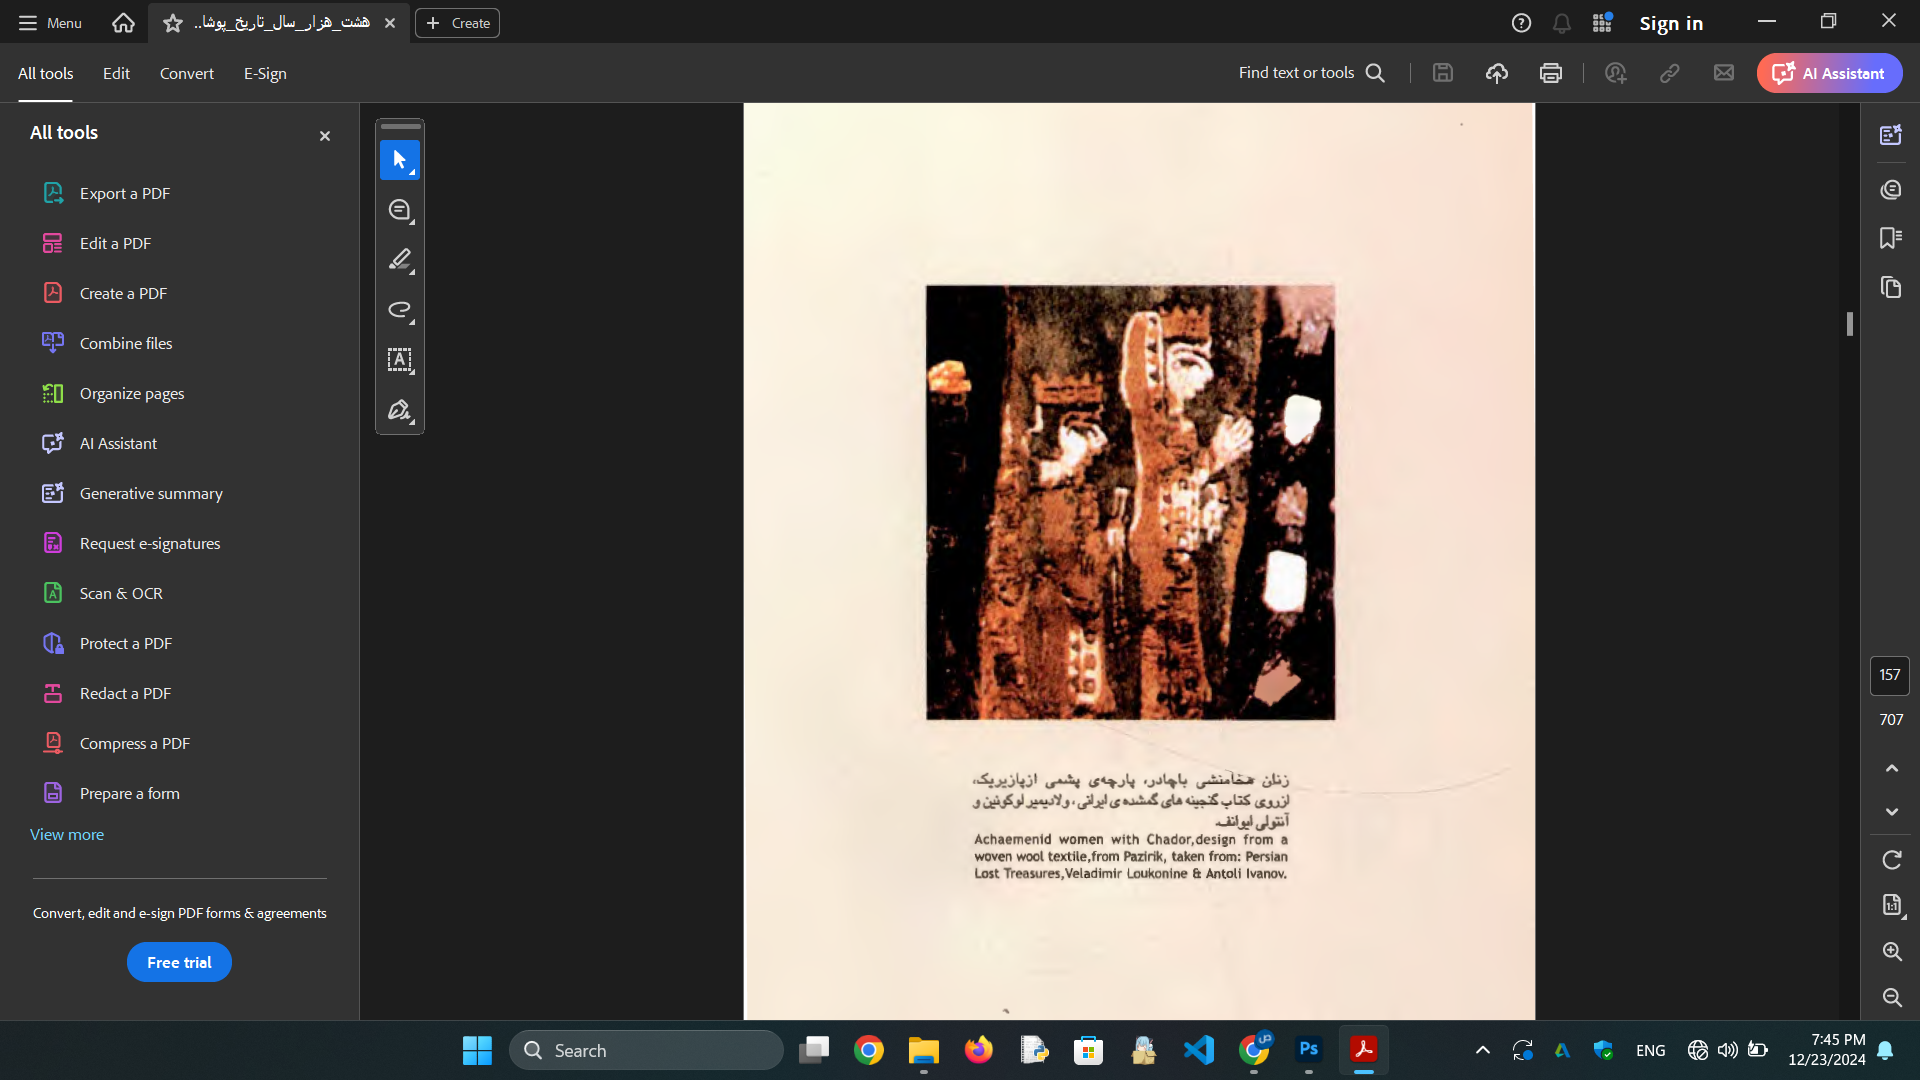 Menu
هشت_هزار_سال_تاریخ_پوشا..
Create
Sign in
All tools
Edit
Convert
E-Sign
Find text or tools
AI Assistant
All tools
Export a PDF
Edit a PDF
Create a PDF
Combine files
Organize pages
AI Assistant
Generative summary
Request e-signatures
Scan & OCR
Protect a PDF
Redact a PDF
Compress a PDF
Prepare a form
View more
Convert, edit and e-sign PDF forms & agreements
Free trial
زنان هخامنشی باچادر، پارچه‌ی پشمی ازپازیریک،
ازروی کتاب گنجینه های گمشده ی ایرانی، ولادیمیر لوکونین و
آنتولی ایوانف.
Achaemenid women with Chador,design from a
woven wool textile,from Pazirik, taken from: Persian
Lost Treasures,Veladimir Loukonine & Antoli Ivanov.
157
707
Search
Ps
ENG
7:45 PM
12/23/2024